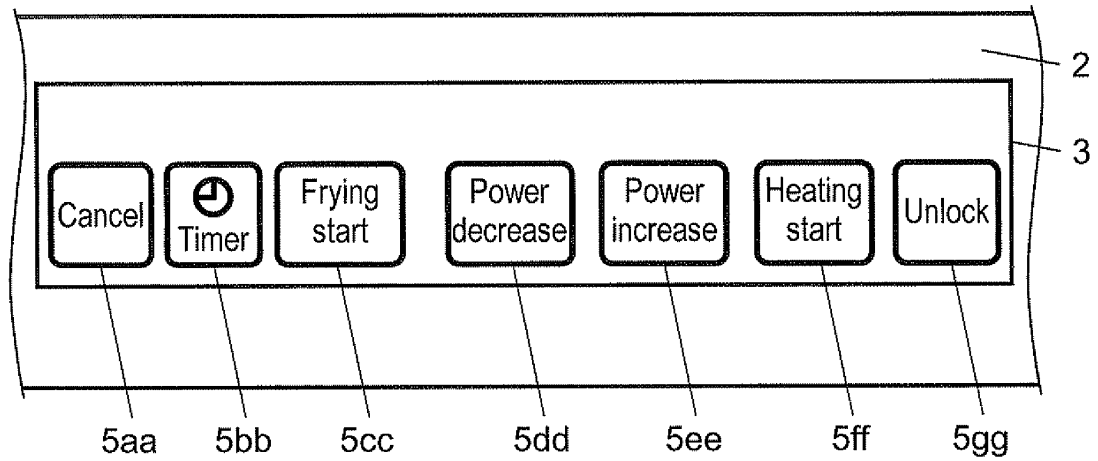 2
3
Cancel
Timer
Frying
start
Power
decrease
Power
increase
Heating
start
Unlock
5aa 5bb 5cc 5dd 5ee 5ff 5gg